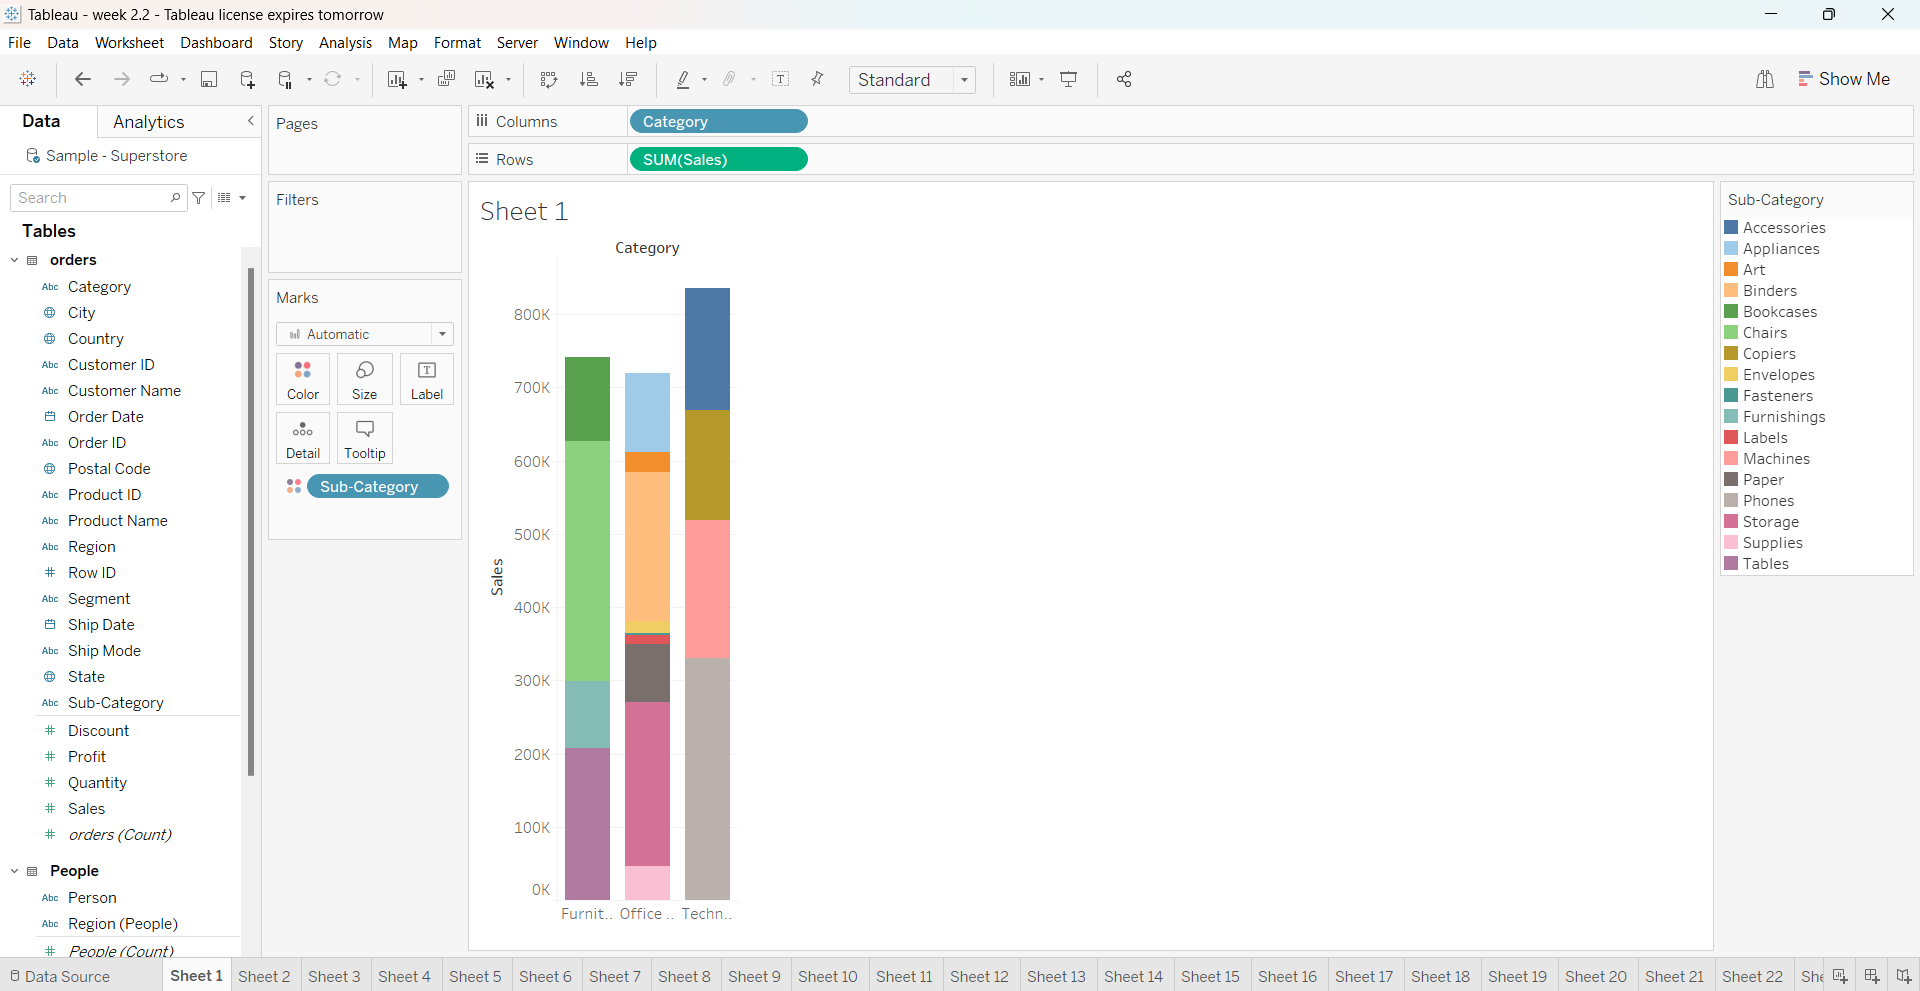 Tableau - week 2.2 - Tableau license expires tomorrow
File Data Worksheet Dashboard Story Analysis Map Format Server Window Help
Standard
Show Me
Data Analytics
Sample - Superstore
Search
Tables
orders
Abc Category
City
Country
Abc Customer ID
Abc Customer Name
Order Date
Abc Order ID
Postal Code
Abc Product ID
Abc Product Name
Abc Region
# Row ID
Abc Segment
Ship Date
Abc Ship Mode
State
Abc Sub-Category
# Discount
# Profit
# Quantity
# Sales
# orders (Count)
People
Abc Person
Abc Region (People)
# People (Count)
Pages
Filters
Marks
Automatic
Color Size Label
Detail Tooltip
Sub-Category
Columns Category
Rows SUM(Sales)
Sheet 1
Category
800K
700K
600K
500K
400K
300K
200K
100K
0K
Sales
Furnit.. Office .. Techn..
Sub-Category
Accessories
Appliances
Art
Binders
Bookcases
Chairs
Copiers
Envelopes
Fasteners
Furnishings
Labels
Machines
Paper
Phones
Storage
Supplies
Tables
Data Source Sheet 1 Sheet 2 Sheet 3 Sheet 4 Sheet 5 Sheet 6 Sheet 7 Sheet 8 Sheet 9 Sheet 10 Sheet 11 Sheet 12 Sheet 13 Sheet 14 Sheet 15 Sheet 16 Sheet 17 Sheet 18 Sheet 19 Sheet 20 Sheet 21 Sheet 22 She